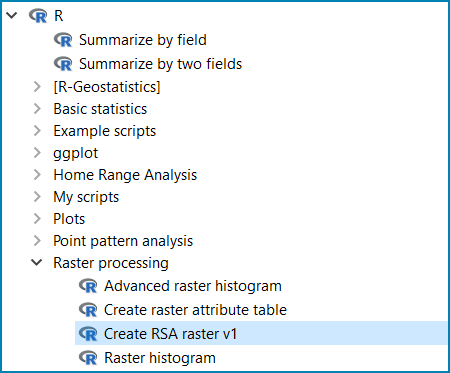 R
Summarize by field
Summarize by two fields
[R-Geostatistics]
Basic statistics
Example scripts
ggplot
Home Range Analysis
My scripts
Plots
Point pattern analysis
Raster processing
Advanced raster histogram
Create raster attribute table
Create RSA raster v1
Raster histogram